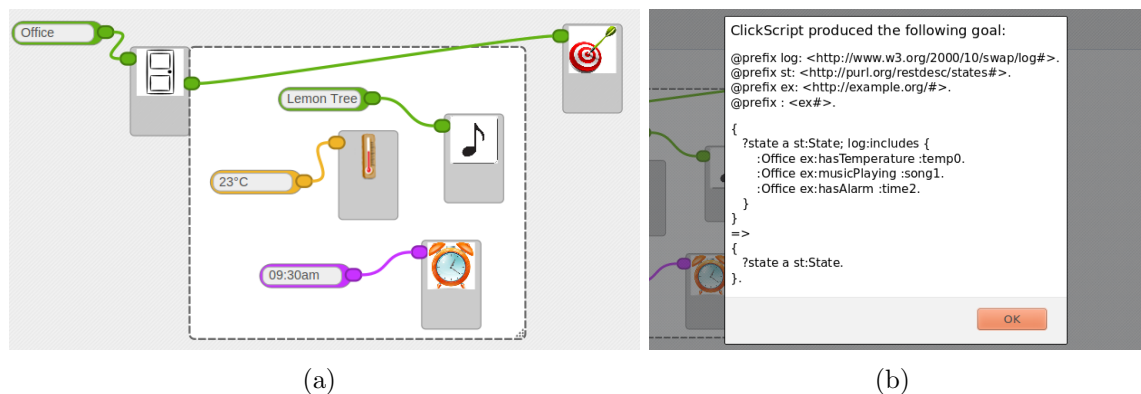 Office
Lemon Tree
23°C
09:30am
(a)
ClickScript produced the following goal:
@prefix log: <http://www.w3.org/2000/10/swap/log#>.
@prefix st: <http://purl.org/restdesc/states#>.
@prefix ex: <http://example.org/#>.
@prefix : <ex#>.
{
?state a st:State; log:includes {
:Office ex:hasTemperature :temp0.
:Office ex:musicPlaying :song1.
:Office ex:hasAlarm :time2.
}
}
=>
{
?state a st:State.
}.
OK
(b)